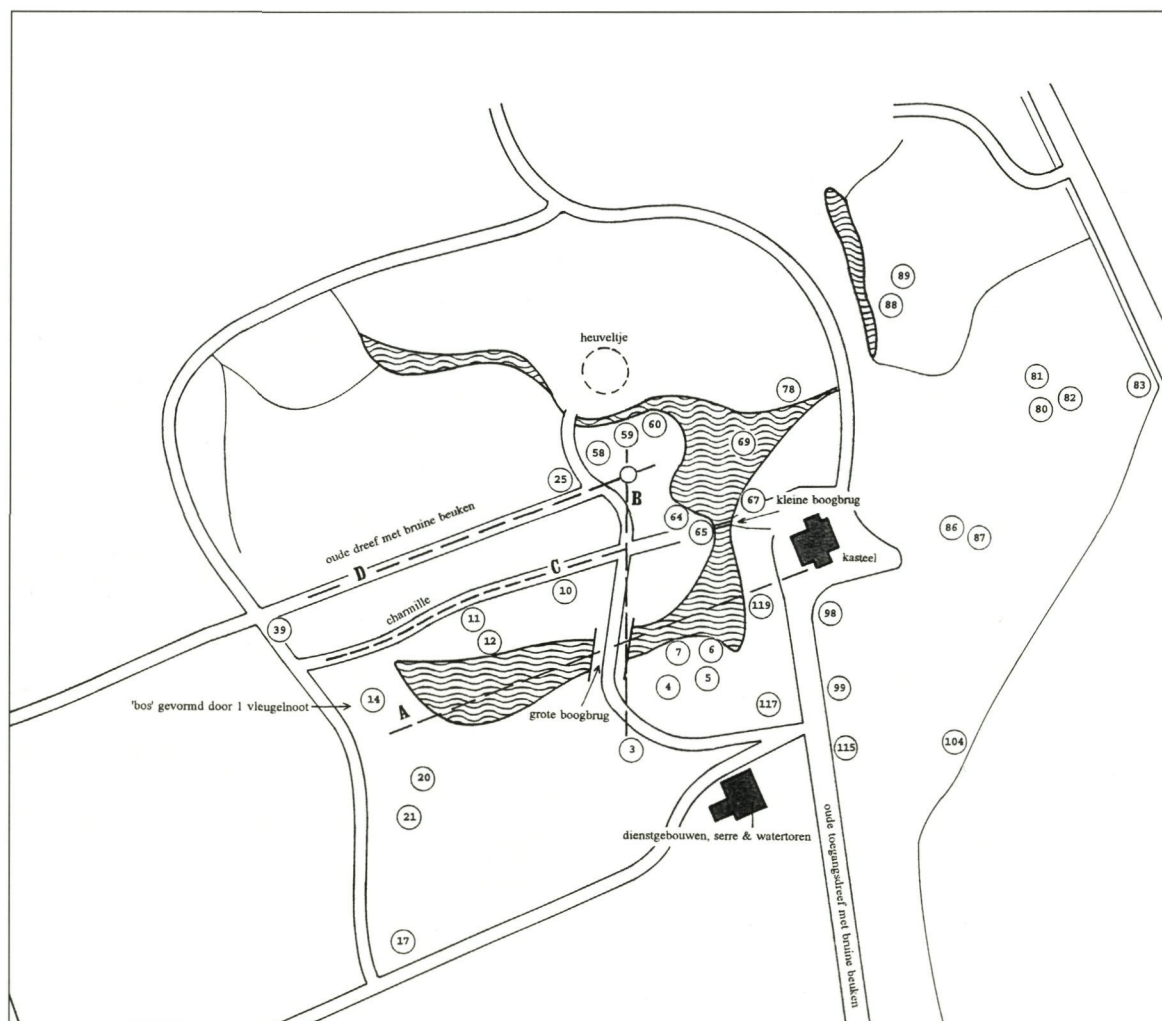 89
88
heuveltje
81
82
83
80
78
60
59
58
69
25
B
67
kleine boogbrug
64
65
86
87
kasteel
oude dreef met bruine beuken
D
C
10
charmille
119
98
11
12
39
7
6
5
4
14
'bos' gevormd door 1 vleugelnoot
A
grote boogbrug
99
117
3
115
104
20
21
dienstgebouwen, serre & watertoren
oude toegangsdreef met bruine beuken
17